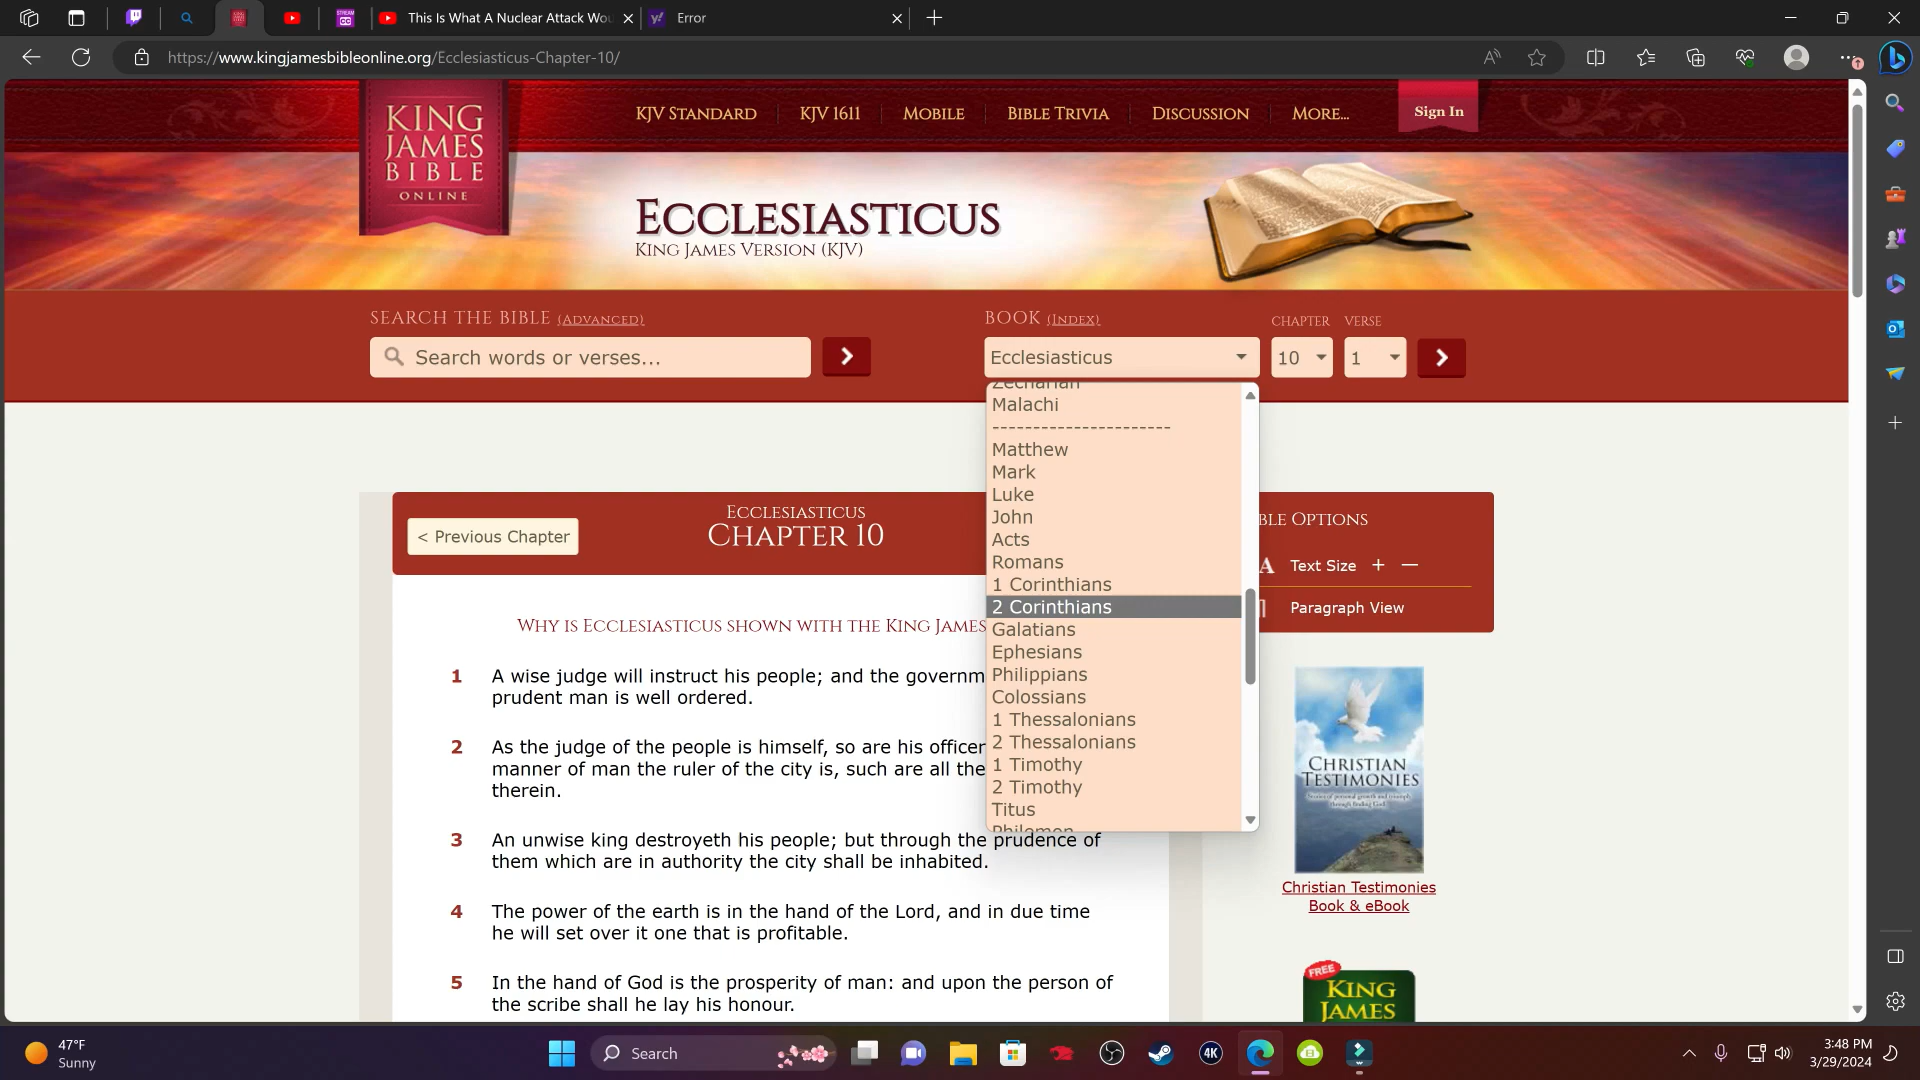 This Is What A Nuclear Attack Wou
Error
https://www.kingjamesbibleonline.org/Ecclesiasticus-Chapter-10/
KING
JAMES
BIBLE
ONLINE
KJV Standard
KJV 1611
Mobile
Bible Trivia
Discussion
More...
Sign In
Ecclesiasticus
King James Version (KJV)
SEARCH THE BIBLE (Advanced)
Search words or verses...
BOOK (Index)
CHAPTER
VERSE
Ecclesiasticus
10
1
Zechariah
Malachi
----------------------
Matthew
Mark
Luke
John
Acts
Romans
1 Corinthians
2 Corinthians
Galatians
Ephesians
Philippians
Colossians
1 Thessalonians
2 Thessalonians
1 Timothy
2 Timothy
Titus
Philemon
< Previous Chapter
Ecclesiasticus
Chapter 10
Why is Ecclesiasticus shown with the King James
1 A wise judge will instruct his people; and the governm
prudent man is well ordered.
2 As the judge of the people is himself, so are his officer
manner of man the ruler of the city is, such are all the
therein.
3 An unwise king destroyeth his people; but through the prudence of
them which are in authority the city shall be inhabited.
4 The power of the earth is in the hand of the Lord, and in due time
he will set over it one that is profitable.
5 In the hand of God is the prosperity of man: and upon the person of
the scribe shall he lay his honour.
ble Options
A Text Size + —
Paragraph View
CHRISTIAN
TESTIMONIES
Christian Testimonies
Book & eBook
FREE
KING
JAMES
47°F
Sunny
Search
4K
3:48 PM
3/29/2024